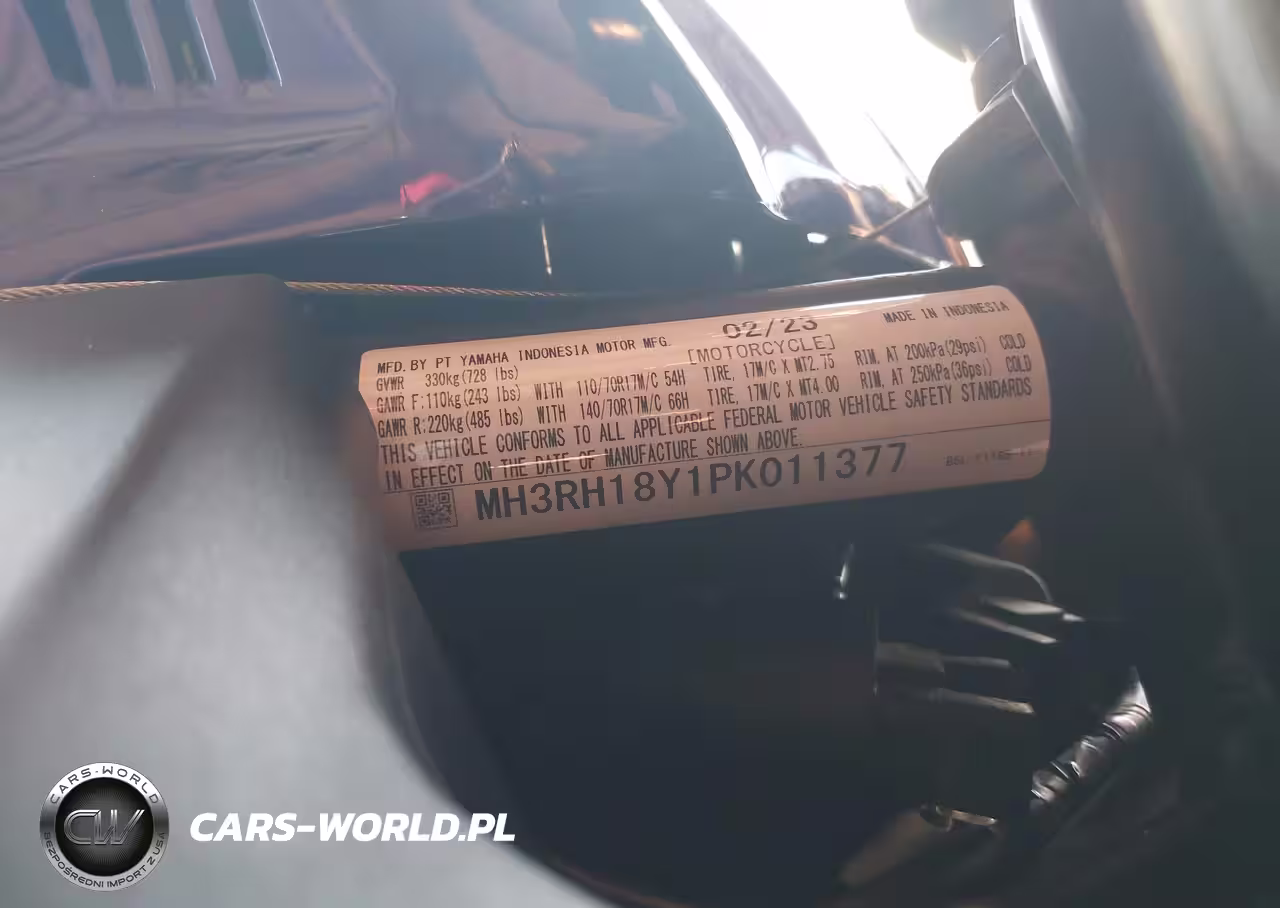 MFD. BY PT YAMAHA INDONESIA MOTOR MFG. 02/23 MADE IN INDONESIA
GVWR 330kg(728 lbs) [MOTORCYCLE]
GAWR F:110kg(243 lbs) WITH 110/70R17M/C 54H TIRE, 17M/C X MT2.75 RIM, AT 200kPa(29psi) COLD
GAWR R:220kg(485 lbs) WITH 140/70R17M/C 66H TIRE, 17M/C X MT4.00 RIM, AT 250kPa(36psi) COLD
THIS VEHICLE CONFORMS TO ALL APPLICABLE FEDERAL MOTOR VEHICLE SAFETY STANDARDS
IN EFFECT ON THE DATE OF MANUFACTURE SHOWN ABOVE.
MH3RH18Y1PK011377
CARS-WORLD
CW
BEZPOŚREDNI IMPORT Z USA
CARS-WORLD.PL